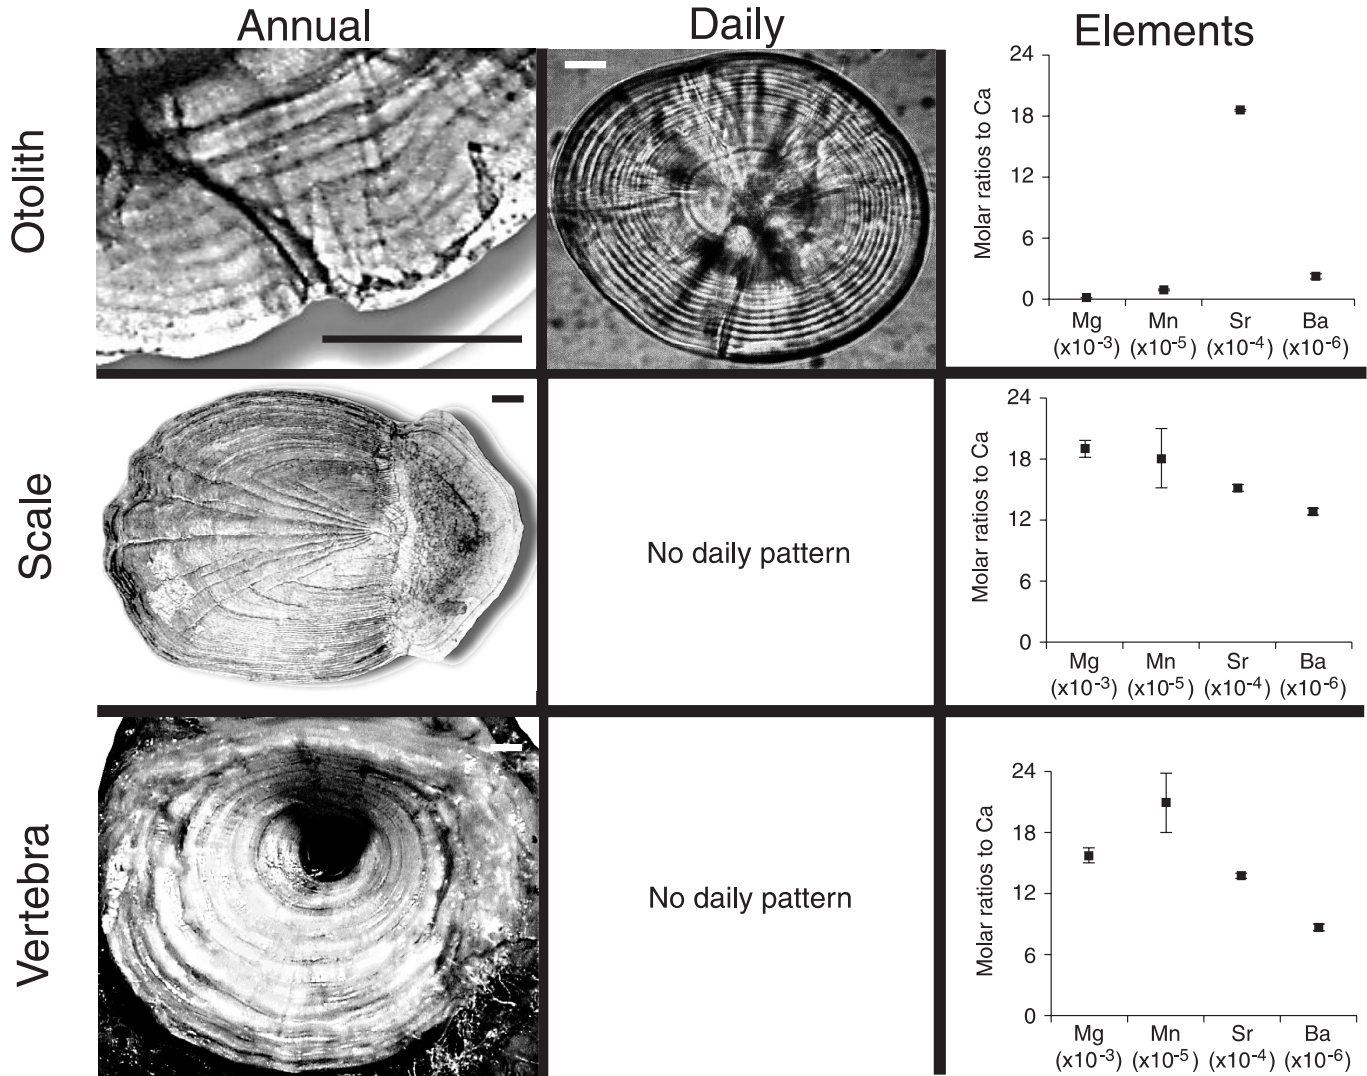 Annual
Daily
Elements
Otolith
Molar ratios to Ca
24
18
12
6
0
Mg
(x10-3)
Mn
(x10-5)
Sr
(x10-4)
Ba
(x10-6)
Scale
No daily pattern
Molar ratios to Ca
24
18
12
6
0
Mg
(x10-3)
Mn
(x10-5)
Sr
(x10-4)
Ba
(x10-6)
Vertebra
No daily pattern
Molar ratios to Ca
24
18
12
6
0
Mg
(x10-3)
Mn
(x10-5)
Sr
(x10-4)
Ba
(x10-6)